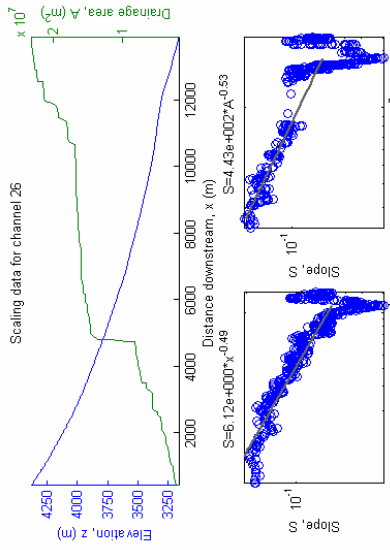 Scaling data for channel 26
x 10^7
4250
4000
3750
3500
3250
Elevation, z (m)
2
1
Drainage area, A (m^2)
2000
4000
6000
8000
10000
12000
Distance downstream, x (m)
S=6.12e+000*x^-0.49
Slope, S
10^-1
S=4.43e+002*A^-0.53
Slope, S
10^-1